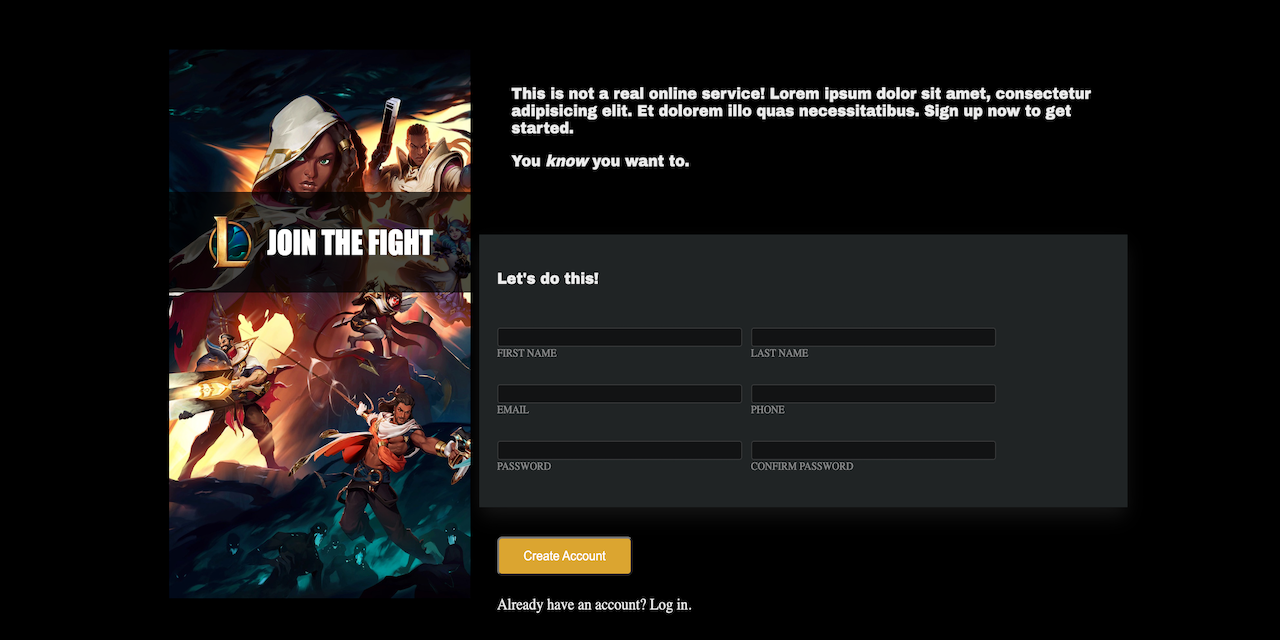 This is not a real online service! Lorem ipsum dolor sit amet, consectetur
adipisicing elit. Et dolorem illo quas necessitatibus. Sign up now to get
started.
You know you want to.
JOIN THE FIGHT
Let's do this!
FIRST NAME LAST NAME
EMAIL PHONE
PASSWORD CONFIRM PASSWORD
Create Account
Already have an account? Log in.